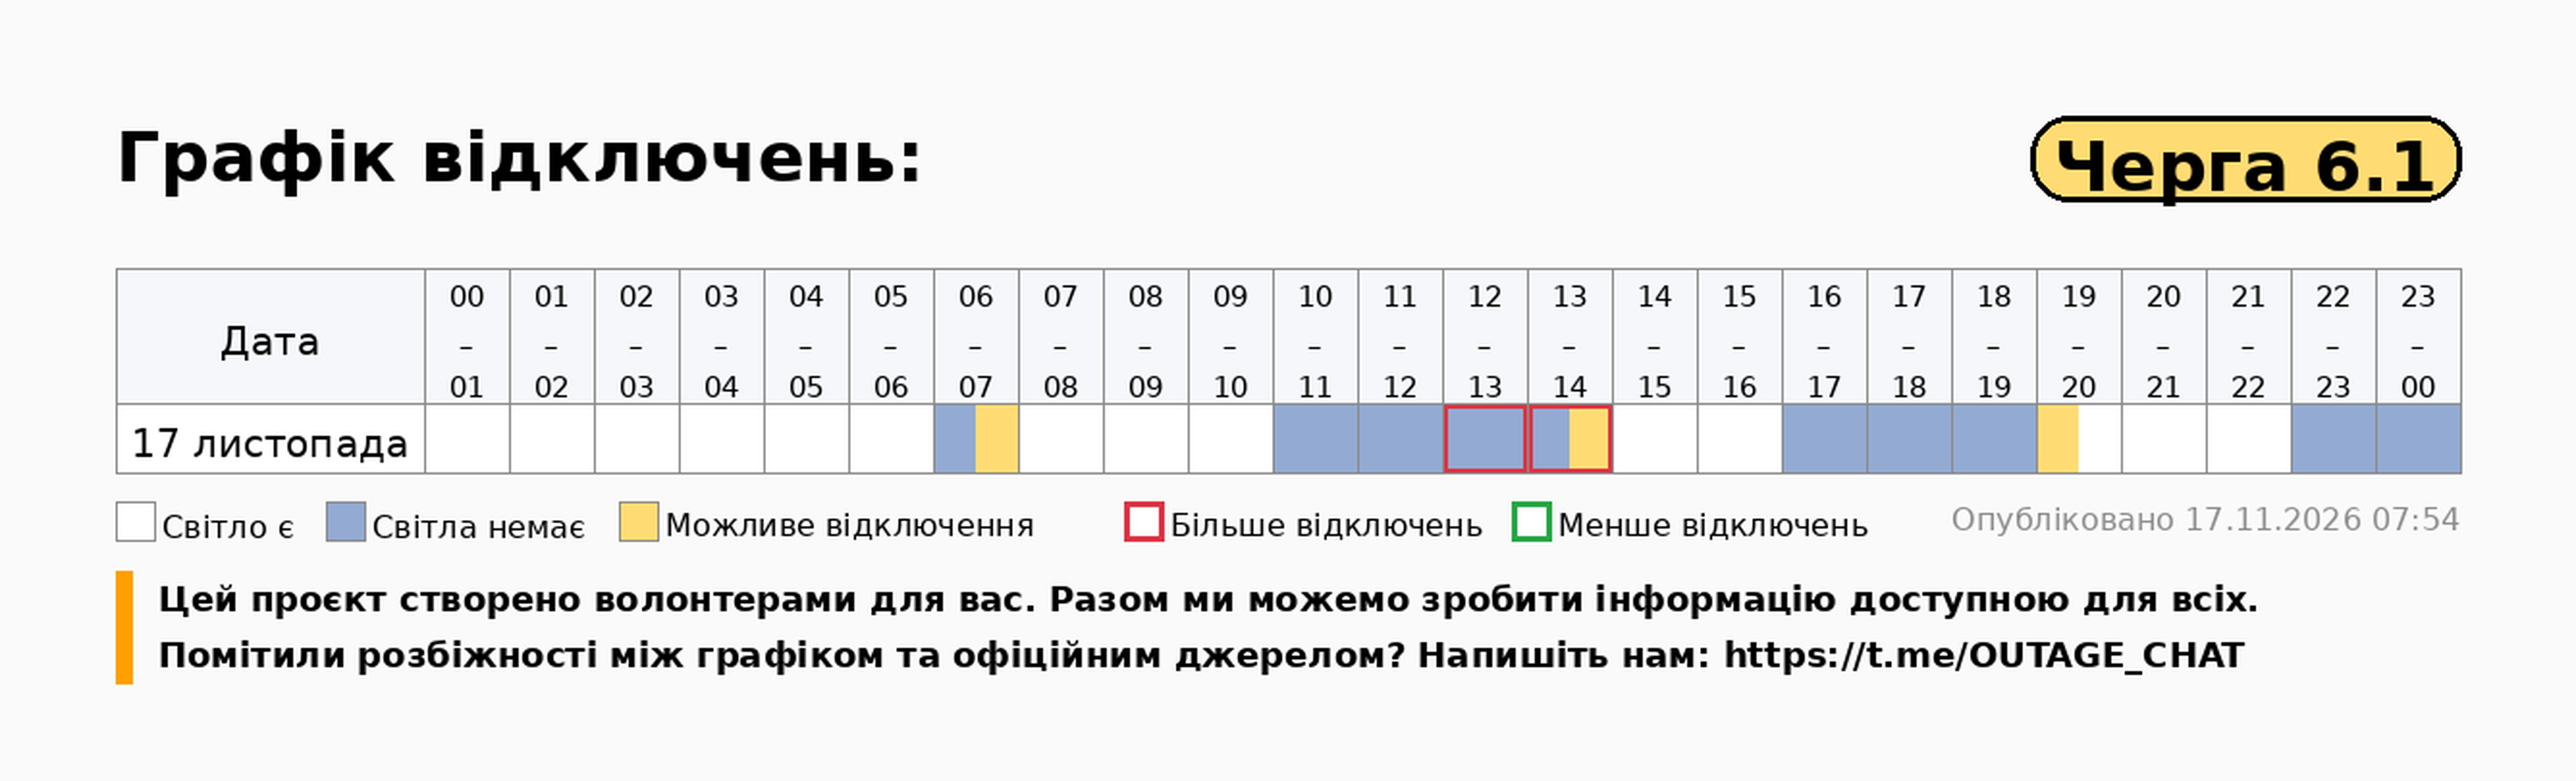 Графік відключень:
Черга 6.1
Дата
00 – 01
01 – 02
02 – 03
03 – 04
04 – 05
05 – 06
06 – 07
07 – 08
08 – 09
09 – 10
10 – 11
11 – 12
12 – 13
13 – 14
14 – 15
15 – 16
16 – 17
17 – 18
18 – 19
19 – 20
20 – 21
21 – 22
22 – 23
23 – 00
17 листопада
Світло є
Світла немає
Можливе відключення
Більше відключень
Менше відключень
Опубліковано 17.11.2026 07:54
Цей проєкт створено волонтерами для вас. Разом ми можемо зробити інформацію доступною для всіх.
Помітили розбіжності між графіком та офіційним джерелом? Напишіть нам: https://t.me/OUTAGE_CHAT